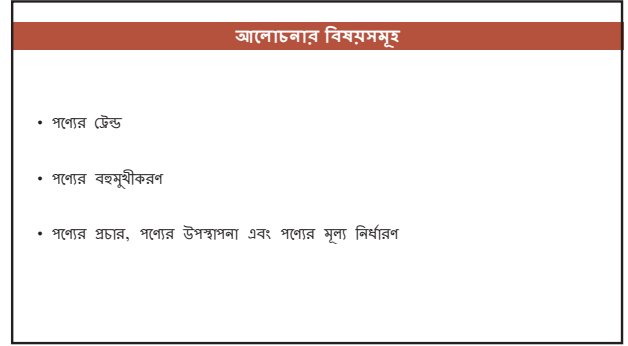 আলোচনার বিষয়সমূহ
• পণ্যের ট্রেন্ড
• পণ্যের বহুমুখীকরণ
• পণ্যের প্রচার, পণ্যের উপস্থাপনা এবং পণ্যের মূল্য নির্ধারণ